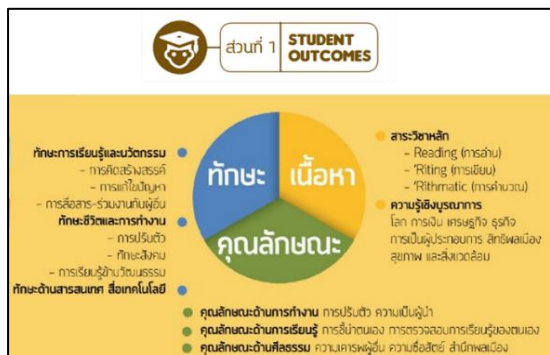 ส่วนที่ 1
STUDENT
OUTCOMES
ทักษะ
เนื้อหา
คุณลักษณะ
ทักษะการเรียนรู้และนวัตกรรม
- การคิดสร้างสรรค์
- การแก้ไขปัญหา
- การสื่อสาร-ร่วมงานกับผู้อื่น
ทักษะชีวิตและการทำงาน
- การปรับตัว
- ทักษะสังคม
- การเรียนรู้ข้ามวัฒนธรรม
ทักษะด้านสารสนเทศ สื่อเทคโนโลยี
สาระวิชาหลัก
- Reading (การอ่าน)
- 'Riting (การเขียน)
- 'Rithmatic (การคำนวณ)
ความรู้เชิงบูรณาการ
โลก การเงิน เศรษฐกิจ ธุรกิจ
การเป็นผู้ประกอบการ สิทธิพลเมือง
สุขภาพ และสิ่งแวดล้อม
คุณลักษณะด้านการทำงาน การปรับตัว ความเป็นผู้นำ
คุณลักษณะด้านการเรียนรู้ การชี้นำตนเอง การตรวจสอบการเรียนรู้ของตนเอง
คุณลักษณะด้านศีลธรรม ความเคารพผู้อื่น ความซื่อสัตย์ สำนึกพลเมือง